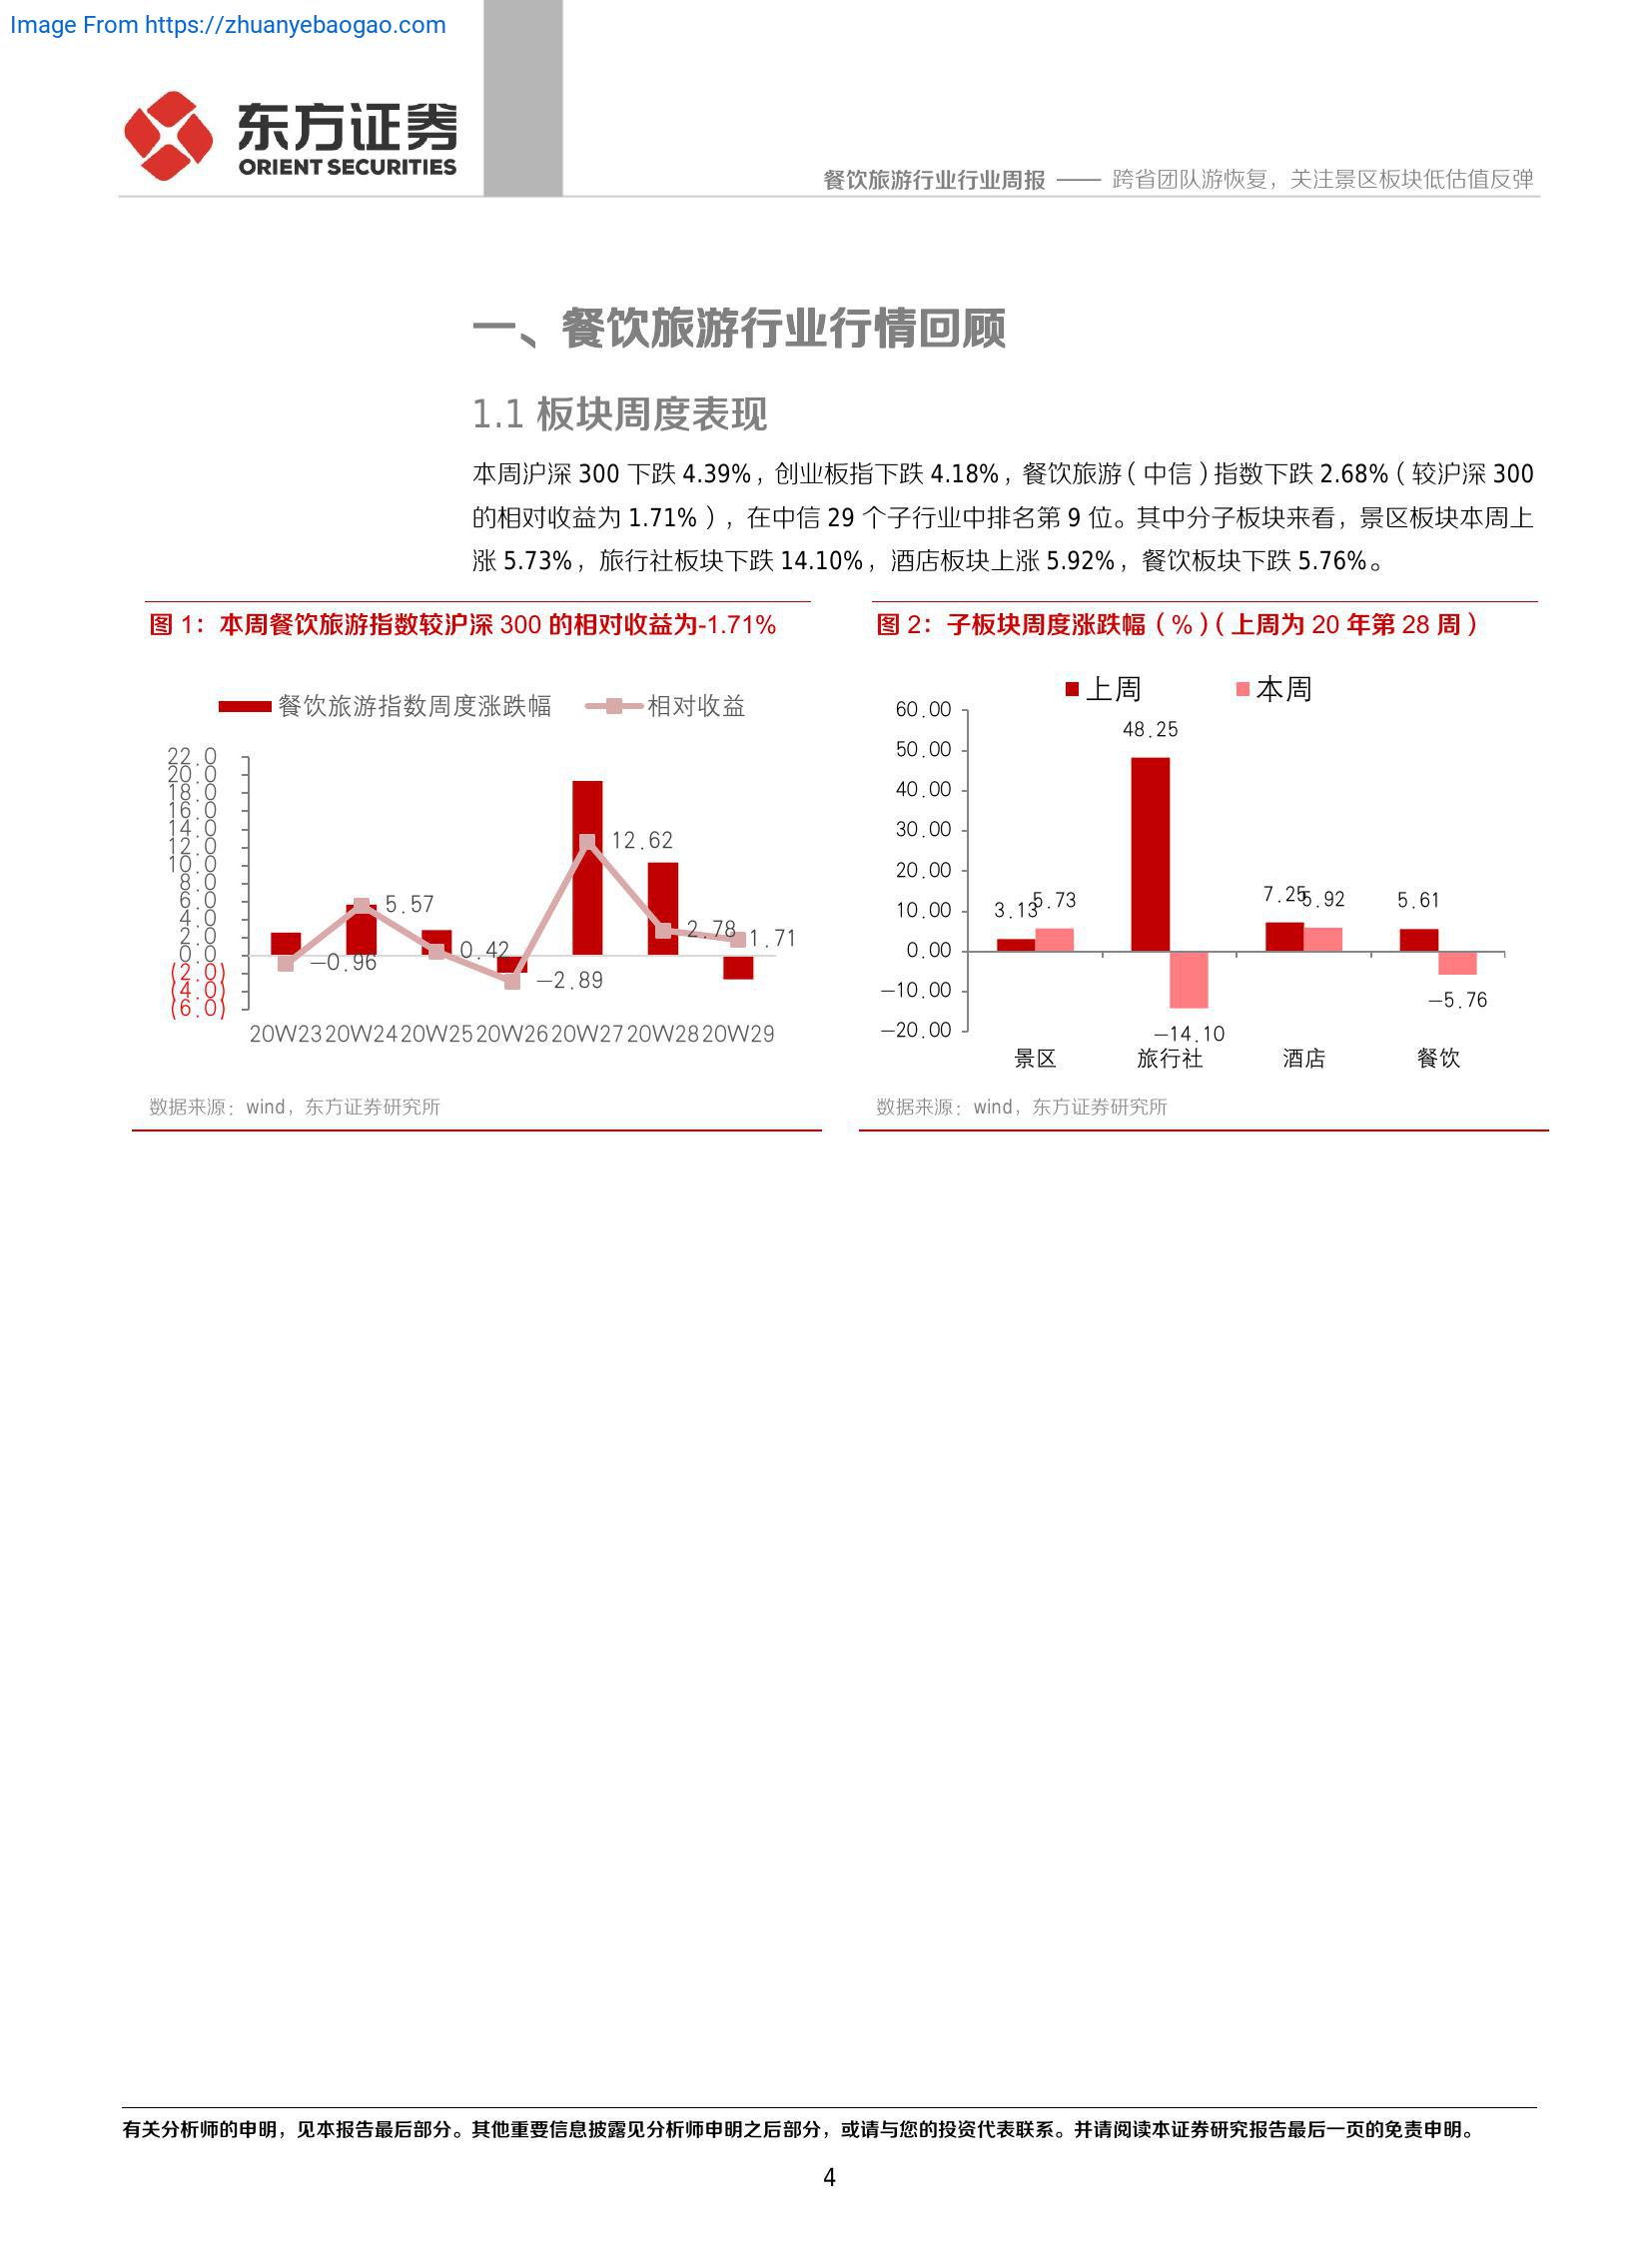 Image From https://zhuanyebaogao.com
东方证券
ORIENT SECURITIES
餐饮旅游行业行业周报 —— 跨省团队游恢复，关注景区板块低估值反弹
一、餐饮旅游行业行情回顾
1.1 板块周度表现
本周沪深 300 下跌 4.39%，创业板指下跌 4.18%，餐饮旅游（中信）指数下跌 2.68%（较沪深 300
的相对收益为 1.71%），在中信 29 个子行业中排名第 9 位。其中分子板块来看，景区板块本周上
涨 5.73%，旅行社板块下跌 14.10%，酒店板块上涨 5.92%，餐饮板块下跌 5.76%。
图 1：本周餐饮旅游指数较沪深 300 的相对收益为-1.71%
餐饮旅游指数周度涨跌幅 相对收益
22.0
20.0
18.0
16.0
14.0
12.0
10.0
8.0
6.0
4.0
2.0
0.0
(2.0)
(4.0)
(6.0)
-0.96
5.57
0.42
-2.89
12.62
2.78
1.71
20W23 20W24 20W25 20W26 20W27 20W28 20W29
数据来源：wind，东方证券研究所
图 2：子板块周度涨跌幅（%）（上周为 20 年第 28 周）
上周 本周
60.00
50.00
40.00
30.00
20.00
10.00
0.00
-10.00
-20.00
3.13
5.73
48.25
-14.10
7.25
5.92
5.61
-5.76
景区 旅行社 酒店 餐饮
数据来源：wind，东方证券研究所
有关分析师的申明，见本报告最后部分。其他重要信息披露见分析师申明之后部分，或请与您的投资代表联系。并请阅读本证券研究报告最后一页的免责申明。
4